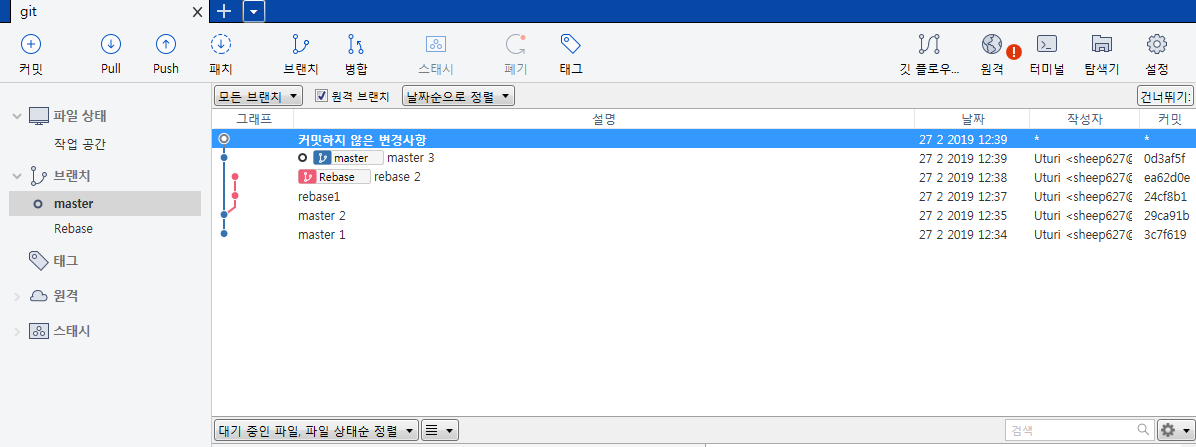 git
커밋 Pull Push 패치 브랜치 병합 스태시 폐기 태그 깃 플로우... 원격 터미널 탐색기 설정
모든 브랜치 원격 브랜치 날짜순으로 정렬 건너뛰기:
파일 상태
작업 공간
브랜치
master
Rebase
태그
원격
스태시
그래프 설명 날짜 작성자 커밋
커밋하지 않은 변경사항 27 2 2019 12:39 * *
master master 3 27 2 2019 12:39 Uturi <sheep627@ 0d3af5f
Rebase rebase 2 27 2 2019 12:38 Uturi <sheep627@ ea62d0e
rebase1 27 2 2019 12:37 Uturi <sheep627@ 24cf8b1
master 2 27 2 2019 12:35 Uturi <sheep627@ 29ca91b
master 1 27 2 2019 12:34 Uturi <sheep627@ 3c7f619
대기 중인 파일, 파일 상태순 정렬 검색